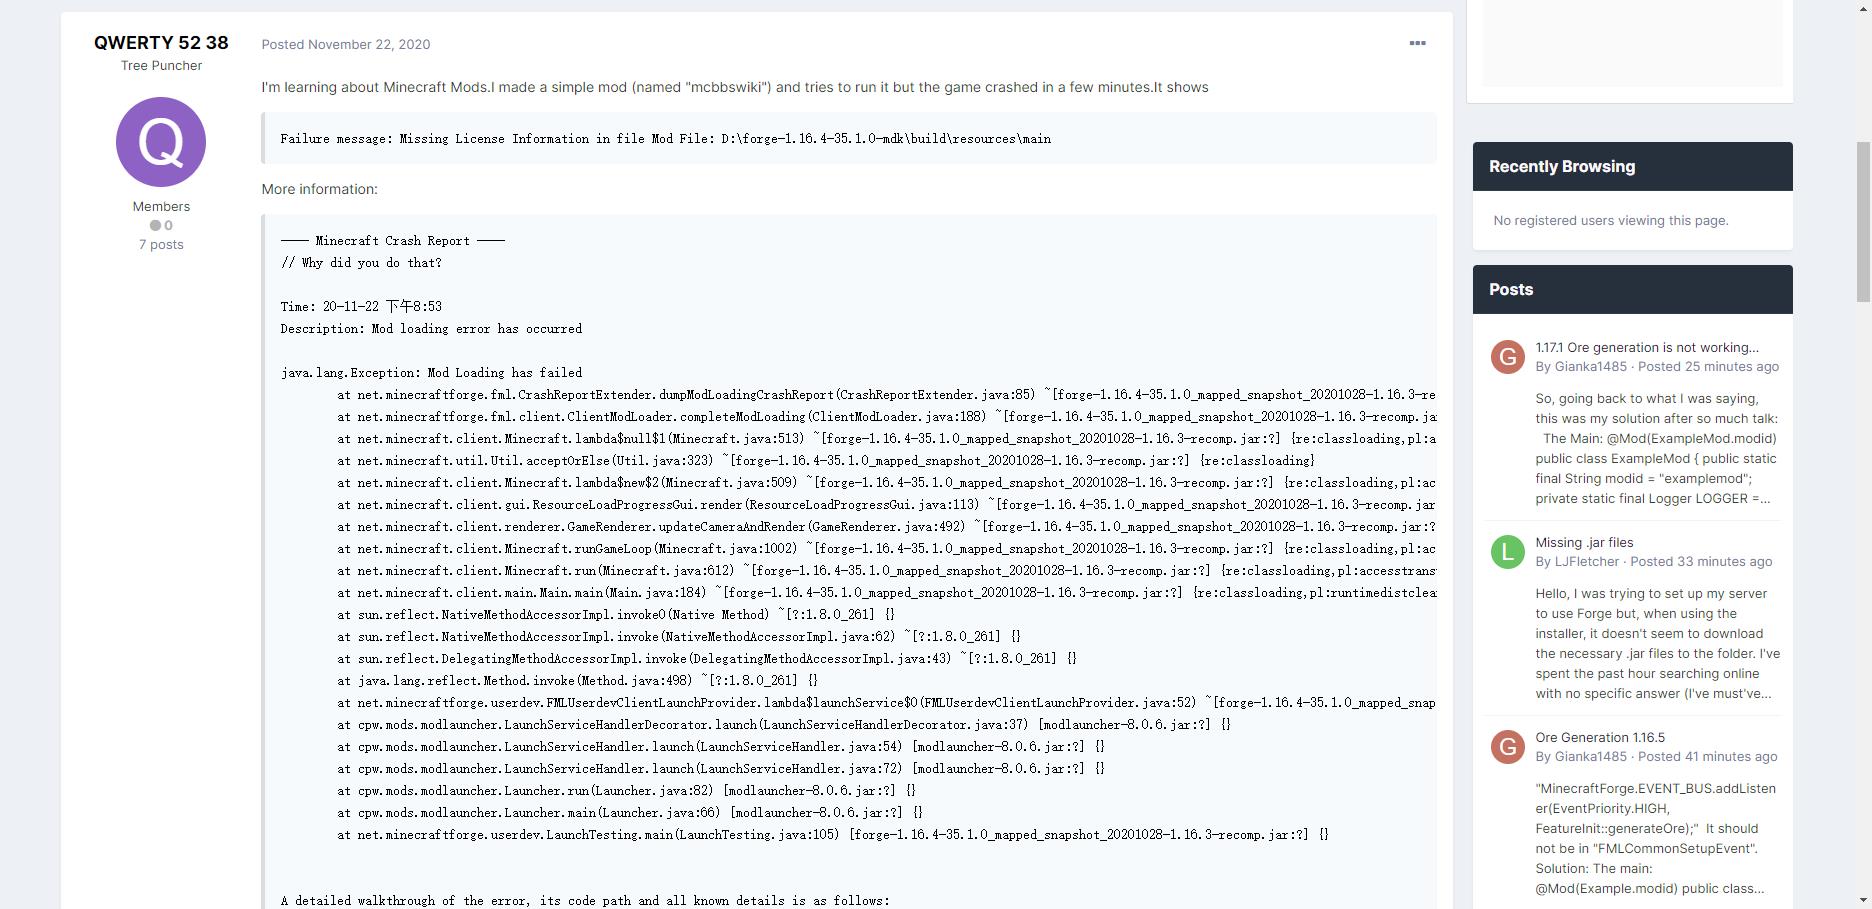 QWERTY 52 38
Tree Puncher
Q
Members
0
7 posts
Posted November 22, 2020
I'm learning about Minecraft Mods.I made a simple mod (named "mcbbswiki") and tries to run it but the game crashed in a few minutes.It shows
Failure message: Missing License Information in file Mod File: D:\forge-1.16.4-35.1.0-mdk\build\resources\main
More information:
---- Minecraft Crash Report ----
// Why did you do that?
Time: 20-11-22 下午8:53
Description: Mod loading error has occurred
java.lang.Exception: Mod Loading has failed
at net.minecraftforge.fml.CrashReportExtender.dumpModLoadingCrashReport(CrashReportExtender.java:85) ~[forge-1.16.4-35.1.0_mapped_snapshot_20201028-1.16.3-re
at net.minecraftforge.fml.client.ClientModLoader.completeModLoading(ClientModLoader.java:188) ~[forge-1.16.4-35.1.0_mapped_snapshot_20201028-1.16.3-recomp.ja
at net.minecraft.client.Minecraft.lambda$null$1(Minecraft.java:513) ~[forge-1.16.4-35.1.0_mapped_snapshot_20201028-1.16.3-recomp.jar:?] {re:classloading,pl:a
at net.minecraft.util.Util.acceptOrElse(Util.java:323) ~[forge-1.16.4-35.1.0_mapped_snapshot_20201028-1.16.3-recomp.jar:?] {re:classloading}
at net.minecraft.client.Minecraft.lambda$new$2(Minecraft.java:509) ~[forge-1.16.4-35.1.0_mapped_snapshot_20201028-1.16.3-recomp.jar:?] {re:classloading,pl:ac
at net.minecraft.client.gui.ResourceLoadProgressGui.render(ResourceLoadProgressGui.java:113) ~[forge-1.16.4-35.1.0_mapped_snapshot_20201028-1.16.3-recomp.jar
at net.minecraft.client.renderer.GameRenderer.updateCameraAndRender(GameRenderer.java:492) ~[forge-1.16.4-35.1.0_mapped_snapshot_20201028-1.16.3-recomp.jar:?
at net.minecraft.client.Minecraft.runGameLoop(Minecraft.java:1002) ~[forge-1.16.4-35.1.0_mapped_snapshot_20201028-1.16.3-recomp.jar:?] {re:classloading,pl:ac
at net.minecraft.client.Minecraft.run(Minecraft.java:612) ~[forge-1.16.4-35.1.0_mapped_snapshot_20201028-1.16.3-recomp.jar:?] {re:classloading,pl:accesstrans
at net.minecraft.client.main.Main.main(Main.java:184) ~[forge-1.16.4-35.1.0_mapped_snapshot_20201028-1.16.3-recomp.jar:?] {re:classloading,pl:runtimedistclea
at sun.reflect.NativeMethodAccessorImpl.invoke0(Native Method) ~[?:1.8.0_261] {}
at sun.reflect.NativeMethodAccessorImpl.invoke(NativeMethodAccessorImpl.java:62) ~[?:1.8.0_261] {}
at sun.reflect.DelegatingMethodAccessorImpl.invoke(DelegatingMethodAccessorImpl.java:43) ~[?:1.8.0_261] {}
at java.lang.reflect.Method.invoke(Method.java:498) ~[?:1.8.0_261] {}
at net.minecraftforge.userdev.FMLUserdevClientLaunchProvider.lambda$launchService$0(FMLUserdevClientLaunchProvider.java:52) ~[forge-1.16.4-35.1.0_mapped_snap
at cpw.mods.modlauncher.LaunchServiceHandlerDecorator.launch(LaunchServiceHandlerDecorator.java:37) [modlauncher-8.0.6.jar:?] {}
at cpw.mods.modlauncher.LaunchServiceHandler.launch(LaunchServiceHandler.java:54) [modlauncher-8.0.6.jar:?] {}
at cpw.mods.modlauncher.LaunchServiceHandler.launch(LaunchServiceHandler.java:72) [modlauncher-8.0.6.jar:?] {}
at cpw.mods.modlauncher.Launcher.run(Launcher.java:82) [modlauncher-8.0.6.jar:?] {}
at cpw.mods.modlauncher.Launcher.main(Launcher.java:66) [modlauncher-8.0.6.jar:?] {}
at net.minecraftforge.userdev.LaunchTesting.main(LaunchTesting.java:105) [forge-1.16.4-35.1.0_mapped_snapshot_20201028-1.16.3-recomp.jar:?] {}
A detailed walkthrough of the error, its code path and all known details is as follows:
Recently Browsing
No registered users viewing this page.
Posts
G
1.17.1 Ore generation is not working...
By Gianka1485 · Posted 25 minutes ago
So, going back to what I was saying,
this was my solution after so much talk:
The Main: @Mod(ExampleMod.modid)
public class ExampleMod { public static
final String modid = "examplemod";
private static final Logger LOGGER =...
L
Missing .jar files
By LJFletcher · Posted 33 minutes ago
Hello, I was trying to set up my server
to use Forge but, when using the
installer, it doesn't seem to download
the necessary .jar files to the folder. I've
spent the past hour searching online
with no specific answer (I've must've...
G
Ore Generation 1.16.5
By Gianka1485 · Posted 41 minutes ago
"MinecraftForge.EVENT_BUS.addListen
er(EventPriority.HIGH,
FeatureInit::generateOre);"  It should
not be in "FMLCommonSetupEvent".
Solution: The main:
@Mod(Example.modid) public class...